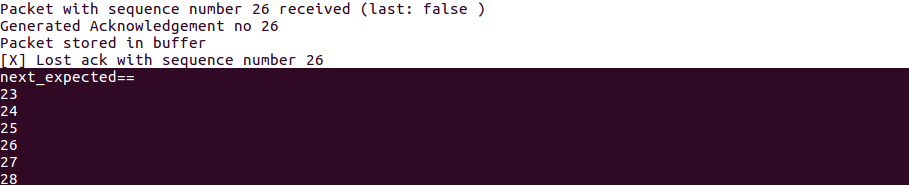 Packet with sequence number 26 received (last: false )
Generated Acknowledgement no 26
Packet stored in buffer
[X] Lost ack with sequence number 26
next_expected==
23
24
25
26
27
28